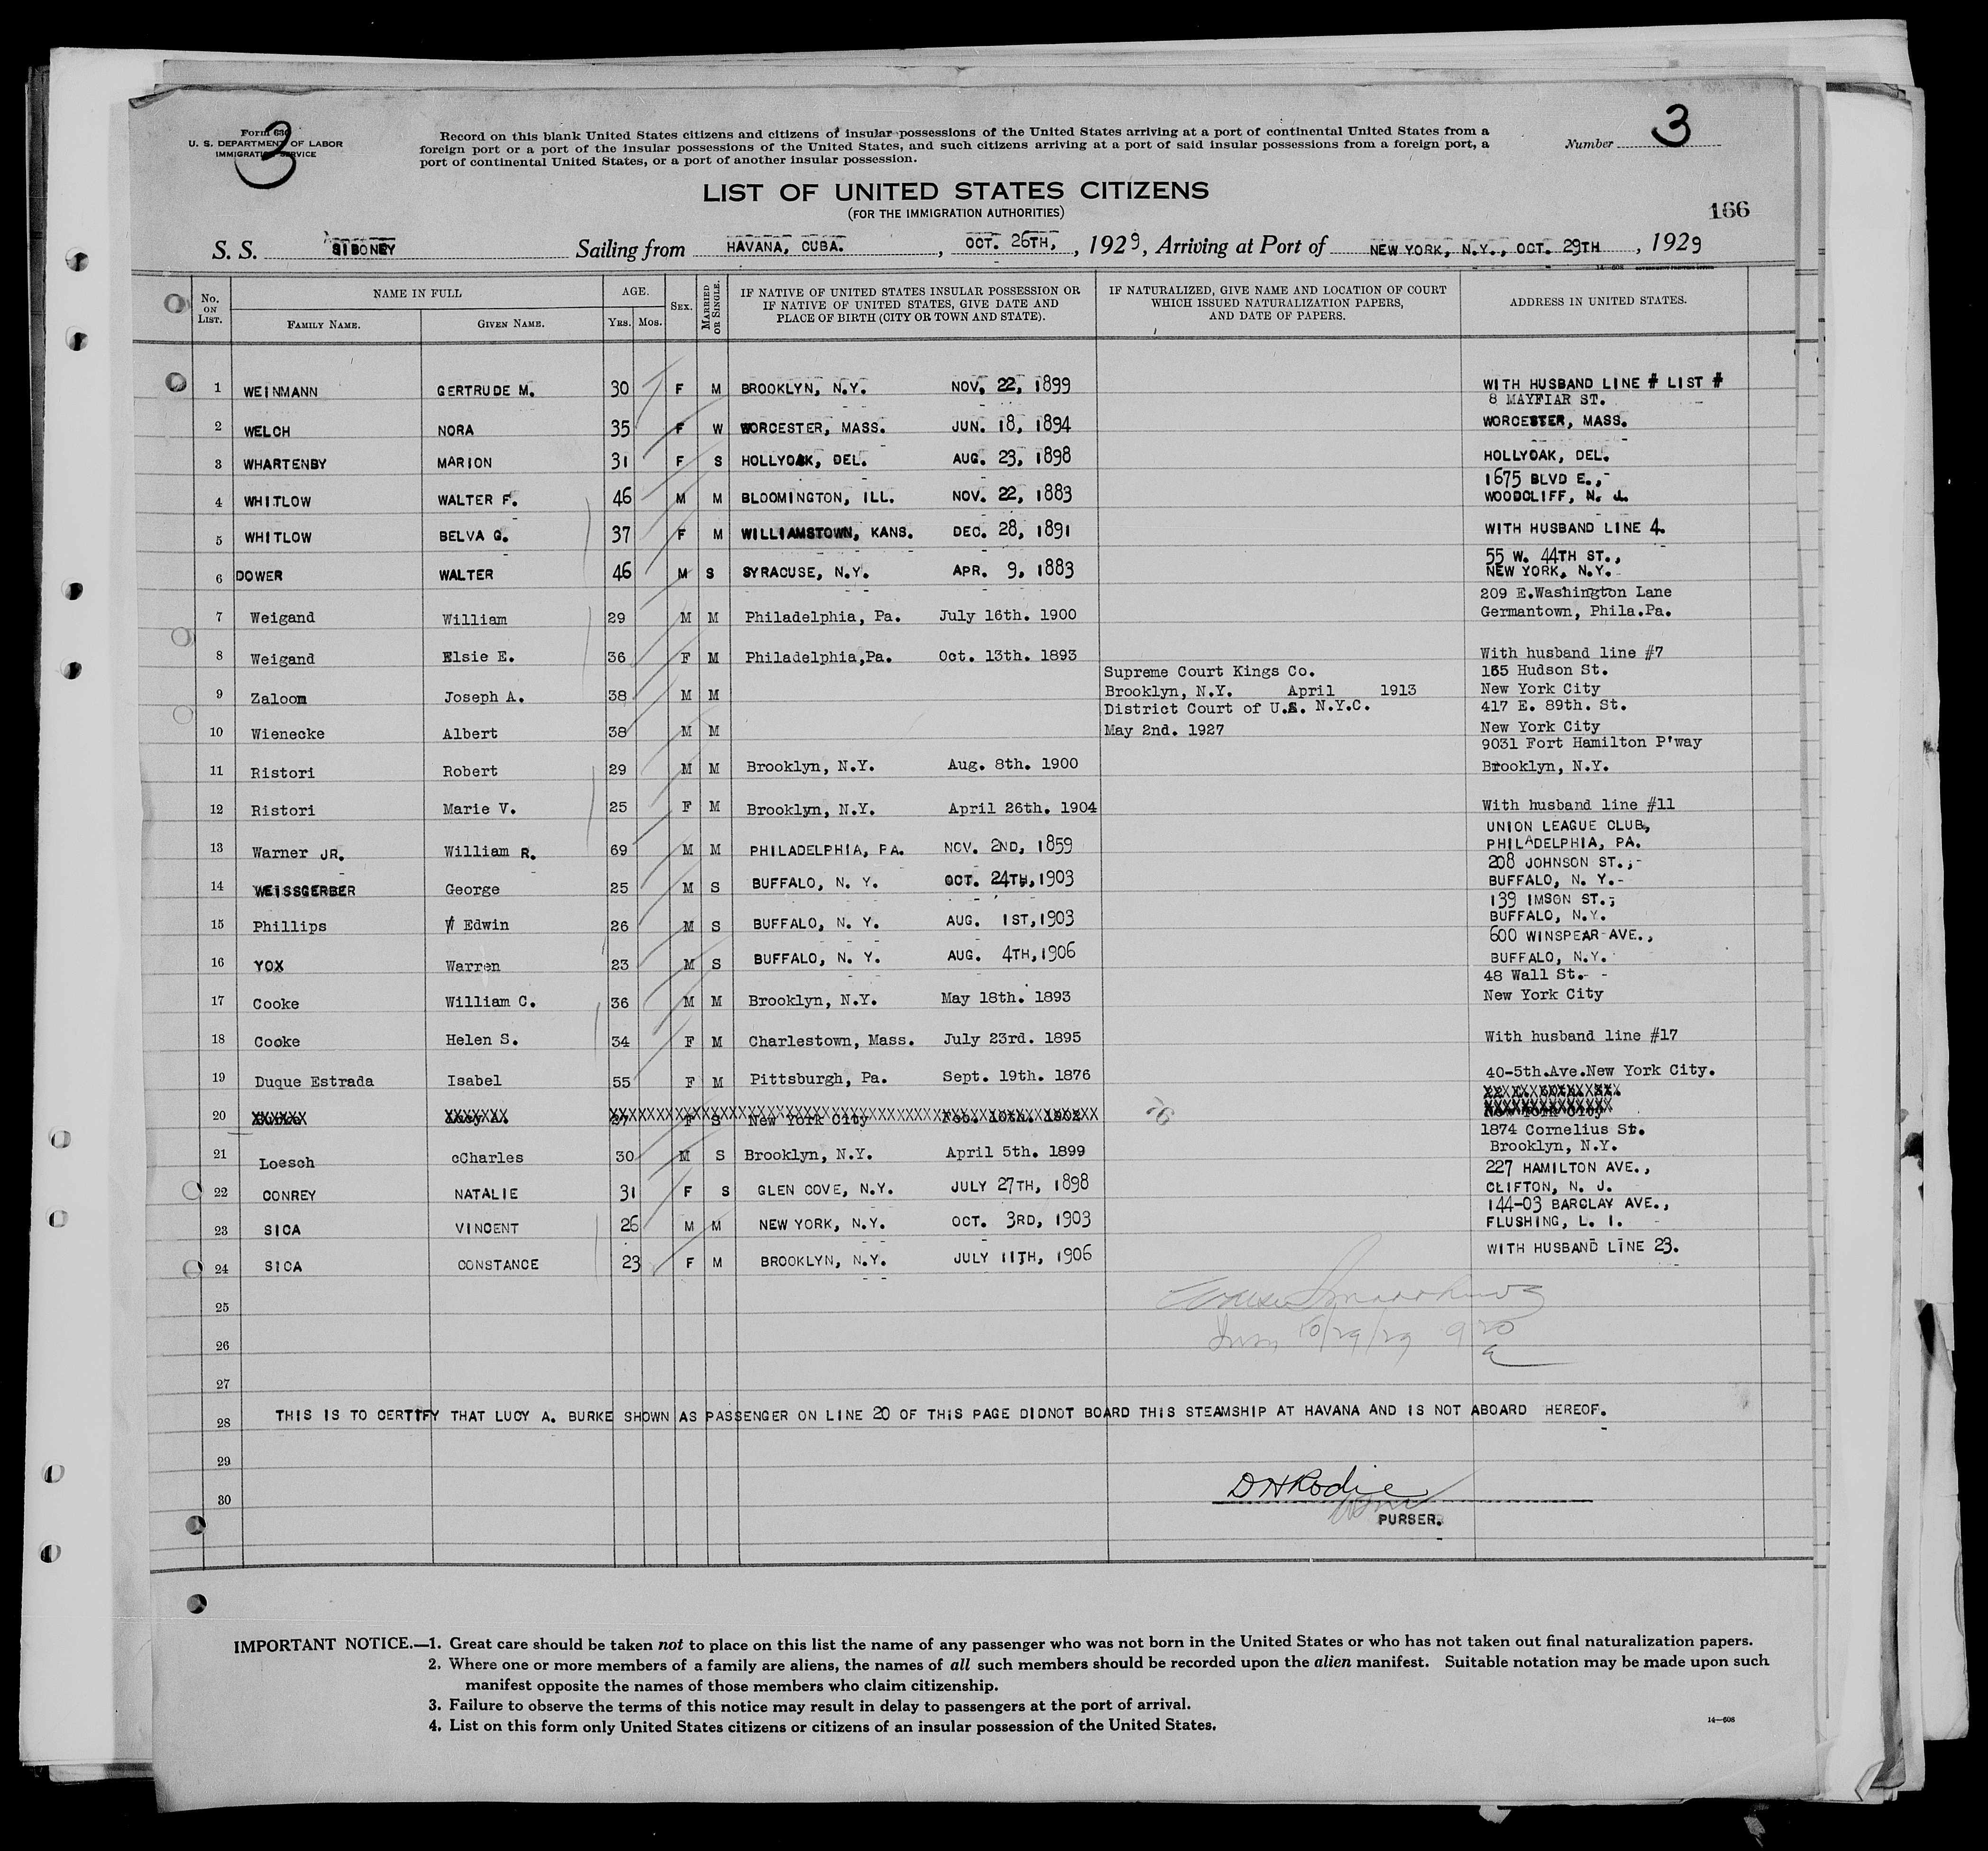 Form 630
U. S. DEPARTMENT OF LABOR
IMMIGRATION SERVICE
3
Record on this blank United States citizens and citizens of insular possessions of the United States arriving at a port of continental United States from a
foreign port or a port of the insular possessions of the United States, and such citizens arriving at a port of said insular possessions from a foreign port, a
port of continental United States, or a port of another insular possession.
Number 3
LIST OF UNITED STATES CITIZENS
(FOR THE IMMIGRATION AUTHORITIES)
166
S. S. SIBONEY Sailing from HAVANA, CUBA. , OCT. 26TH, , 1929, Arriving at Port of NEW YORK, N.Y., OCT. 29TH , 1929
14-608 GOVERNMENT PRINTING OFFICE
No. ON LIST. NAME IN FULL FAMILY NAME. GIVEN NAME. AGE. YRS. MOS. SEX. MARRIED OR SINGLE. IF NATIVE OF UNITED STATES INSULAR POSSESSION OR IF NATIVE OF UNITED STATES, GIVE DATE AND PLACE OF BIRTH (CITY OR TOWN AND STATE). IF NATURALIZED, GIVE NAME AND LOCATION OF COURT WHICH ISSUED NATURALIZATION PAPERS, AND DATE OF PAPERS. ADDRESS IN UNITED STATES.
1 WEINMANN GERTRUDE M. 30 F M BROOKLYN, N.Y. NOV. 22, 1899 WITH HUSBAND LINE # LIST #
8 MAYFIAR ST.
2 WELCH NORA 35 F W WORCESTER, MASS. JUN. 18, 1894 WORCESTER, MASS.
3 WHARTENBY MARION 31 F S HOLLYOAK, DEL. AUG. 23, 1898 HOLLYOAK, DEL.
1675 BLVD E.,
4 WHITLOW WALTER F. 46 M M BLOOMINGTON, ILL. NOV. 22, 1883 WOODCLIFF, N. J.
5 WHITLOW BELVA G. 37 F M WILLIAMSTOWN, KANS. DEC. 28, 1891 WITH HUSBAND LINE 4.
55 W. 44TH ST.,
6 DOWER WALTER 46 M S SYRACUSE, N.Y. APR. 9, 1883 NEW YORK, N.Y.
209 E.Washington Lane
7 Weigand William 29 M M Philadelphia, Pa. July 16th. 1900 Germantown, Phila.Pa.
8 Weigand Elsie E. 36 F M Philadelphia,Pa. Oct. 13th. 1893 With husband line #7
Supreme Court Kings Co. 165 Hudson St.
9 Zaloom Joseph A. 38 M M Brooklyn, N.Y. April 1913 New York City
District Court of U.S. N.Y.C. 417 E. 89th. St.
10 Wienecke Albert 38 M M May 2nd. 1927 New York City
9031 Fort Hamilton P'way
11 Ristori Robert 29 M M Brooklyn, N.Y. Aug. 8th. 1900 Brooklyn, N.Y.
12 Ristori Marie V. 25 F M Brooklyn, N.Y. April 26th. 1904 With husband line #11
UNION LEAGUE CLUB,
13 Warner JR. William R. 69 M M PHILADELPHIA, PA. NOV. 2ND, 1859 PHILADELPHIA, PA.
208 JOHNSON ST.,-
14 WEISSGERBER George 25 M S BUFFALO, N. Y. OCT. 24TH, 1903 BUFFALO, N. Y.-
139 IMSON ST.,
15 Phillips W Edwin 26 M S BUFFALO, N. Y. AUG. 1ST, 1903 BUFFALO, N.Y.
600 WINSPEAR AVE.,
16 YOX Warren 23 M S BUFFALO, N. Y. AUG. 4TH, 1906 BUFFALO, N.Y.
48 Wall St.
17 Cooke William C. 36 M M Brooklyn, N.Y. May 18th. 1893 New York City
18 Cooke Helen S. 34 F M Charlestown, Mass. July 23rd. 1895 With husband line #17
19 Duque Estrada Isabel 55 F M Pittsburgh, Pa. Sept. 19th. 1876 40-5th.Ave.New York City.
20 Burke Lucy A. 27 F S New York City Feb. 10th. 1902 New York City
1874 Cornelius St.
21 Loesch cCharles 30 M S Brooklyn, N.Y. April 5th. 1899 Brooklyn, N.Y.
227 HAMILTON AVE.,
22 CONREY NATALIE 31 F S GLEN COVE, N.Y. JULY 27TH, 1898 CLIFTON, N. J.
144-03 BARCLAY AVE.,
23 SICA VINCENT 26 M M NEW YORK, N.Y. OCT. 3RD, 1903 FLUSHING, L. I.
24 SICA CONSTANCE 23 F M BROOKLYN, N.Y. JULY 11TH, 1906 WITH HUSBAND LINE 23.
25
26 10/29/29 9 20 a
27
28 THIS IS TO CERTIFY THAT LUCY A. BURKE SHOWN AS PASSENGER ON LINE 20 OF THIS PAGE DIDNOT BOARD THIS STEAMSHIP AT HAVANA AND IS NOT ABOARD HEREOF.
29
30 D H Rodie
PURSER.
IMPORTANT NOTICE.—1. Great care should be taken not to place on this list the name of any passenger who was not born in the United States or who has not taken out final naturalization papers.
2. Where one or more members of a family are aliens, the names of all such members should be recorded upon the alien manifest. Suitable notation may be made upon such
manifest opposite the names of those members who claim citizenship.
3. Failure to observe the terms of this notice may result in delay to passengers at the port of arrival.
4. List on this form only United States citizens or citizens of an insular possession of the United States.
14-608